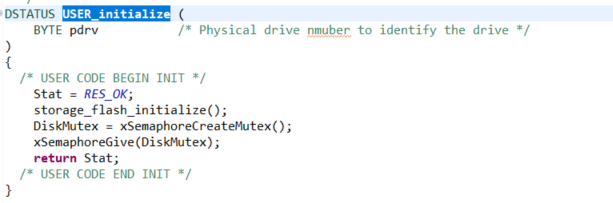 DSTATUS USER_initialize (
BYTE pdrv /* Physical drive nmuber to identify the drive */
)
{
/* USER CODE BEGIN INIT */
Stat = RES_OK;
storage_flash_initialize();
DiskMutex = xSemaphoreCreateMutex();
xSemaphoreGive(DiskMutex);
return Stat;
/* USER CODE END INIT */
}